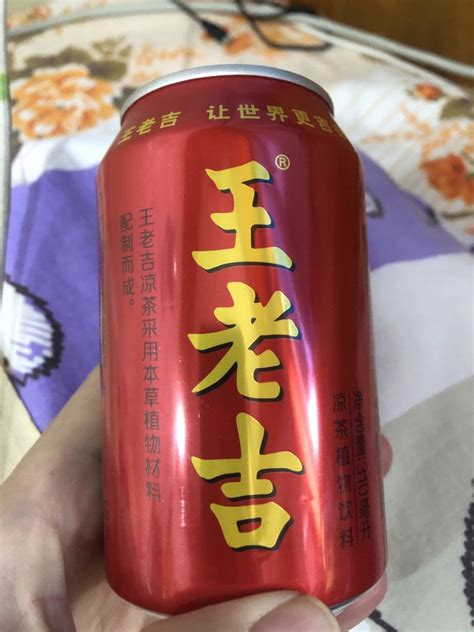 王老吉 让世界更吉
王老吉®
王老吉凉茶采用本草植物材料
配制而成。
净含量:310毫升
凉茶植物饮料